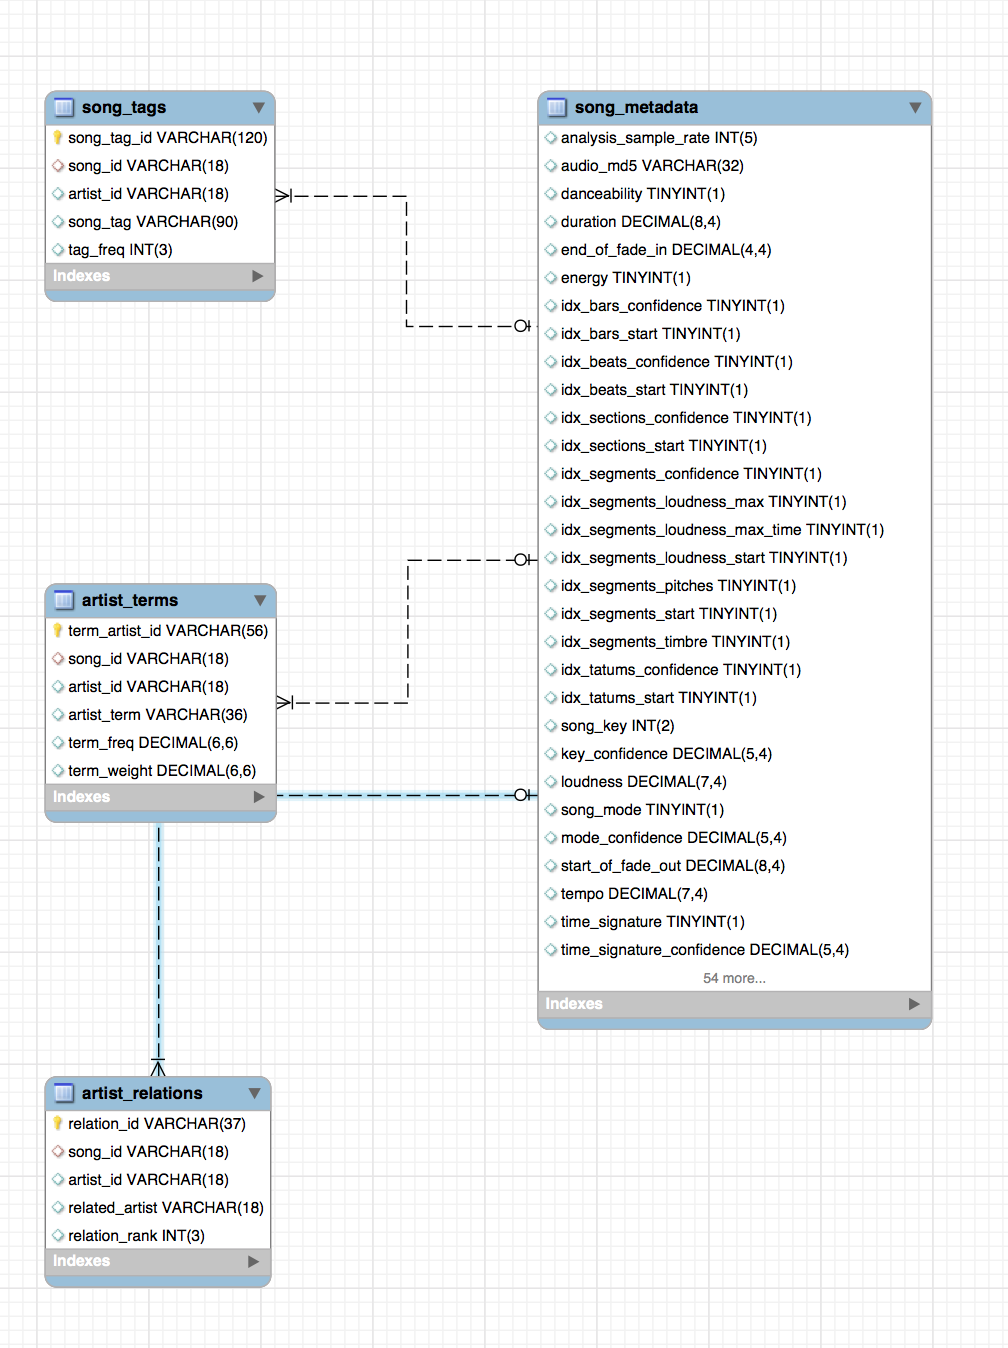 song_tags
song_tag_id VARCHAR(120)
song_id VARCHAR(18)
artist_id VARCHAR(18)
song_tag VARCHAR(90)
tag_freq INT(3)
Indexes
song_metadata
analysis_sample_rate INT(5)
audio_md5 VARCHAR(32)
danceability TINYINT(1)
duration DECIMAL(8,4)
end_of_fade_in DECIMAL(4,4)
energy TINYINT(1)
idx_bars_confidence TINYINT(1)
idx_bars_start TINYINT(1)
idx_beats_confidence TINYINT(1)
idx_beats_start TINYINT(1)
idx_sections_confidence TINYINT(1)
idx_sections_start TINYINT(1)
idx_segments_confidence TINYINT(1)
idx_segments_loudness_max TINYINT(1)
idx_segments_loudness_max_time TINYINT(1)
idx_segments_loudness_start TINYINT(1)
idx_segments_pitches TINYINT(1)
idx_segments_start TINYINT(1)
idx_segments_timbre TINYINT(1)
idx_tatums_confidence TINYINT(1)
idx_tatums_start TINYINT(1)
song_key INT(2)
key_confidence DECIMAL(5,4)
loudness DECIMAL(7,4)
song_mode TINYINT(1)
mode_confidence DECIMAL(5,4)
start_of_fade_out DECIMAL(8,4)
tempo DECIMAL(7,4)
time_signature TINYINT(1)
time_signature_confidence DECIMAL(5,4)
54 more...
Indexes
artist_terms
term_artist_id VARCHAR(56)
song_id VARCHAR(18)
artist_id VARCHAR(18)
artist_term VARCHAR(36)
term_freq DECIMAL(6,6)
term_weight DECIMAL(6,6)
Indexes
artist_relations
relation_id VARCHAR(37)
song_id VARCHAR(18)
artist_id VARCHAR(18)
related_artist VARCHAR(18)
relation_rank INT(3)
Indexes